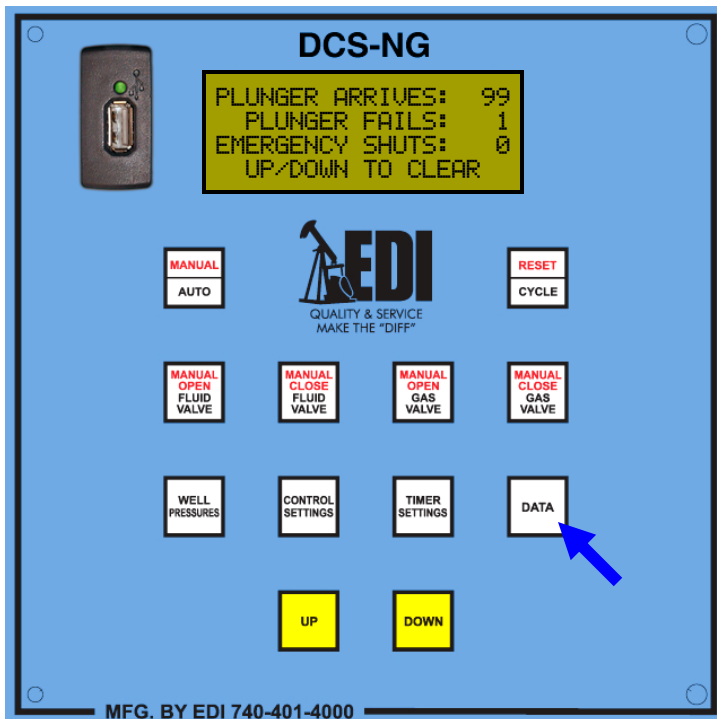 DCS-NG
PLUNGER ARRIVES: 99
PLUNGER FAILS: 1
EMERGENCY SHUTS: 0
UP/DOWN TO CLEAR
EDI
QUALITY & SERVICE
MAKE THE "DIFF"
MANUAL
AUTO
RESET
CYCLE
MANUAL
OPEN
FLUID
VALVE
MANUAL
CLOSE
FLUID
VALVE
MANUAL
OPEN
GAS
VALVE
MANUAL
CLOSE
GAS
VALVE
WELL
PRESSURES
CONTROL
SETTINGS
TIMER
SETTINGS
DATA
UP
DOWN
MFG. BY EDI 740-401-4000